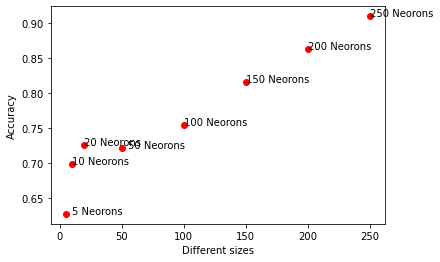 0.90
0.85
0.80
0.75
0.70
0.65
Accuracy
250 Neorons
200 Neorons
150 Neorons
100 Neorons
20 Neorons
50 Neorons
10 Neorons
5 Neorons
0
50
100
150
200
250
Different sizes